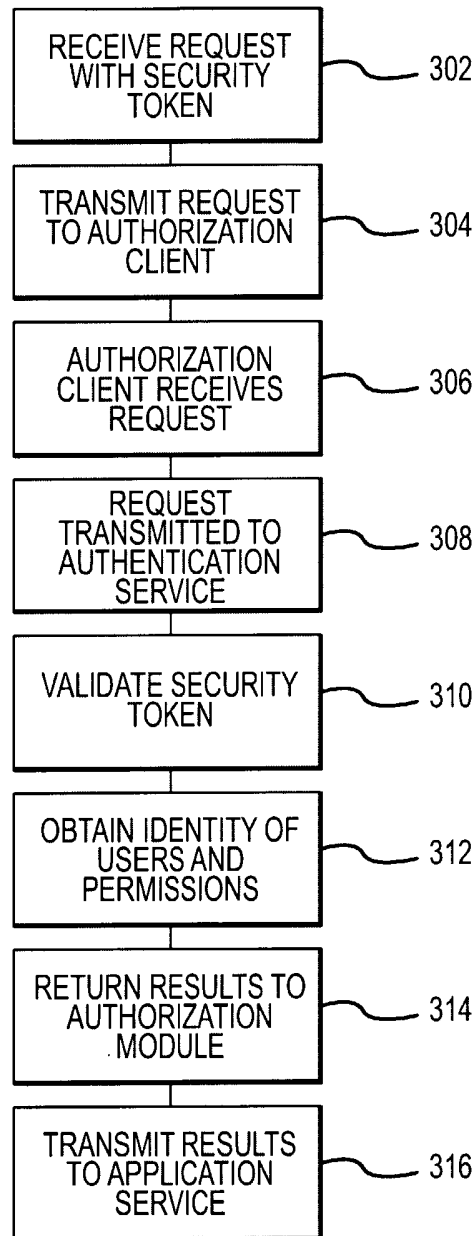 RECEIVE REQUEST
WITH SECURITY
TOKEN
302
TRANSMIT REQUEST
TO AUTHORIZATION
CLIENT
304
AUTHORIZATION
CLIENT RECEIVES
REQUEST
306
REQUEST
TRANSMITTED TO
AUTHENTICATION
SERVICE
308
VALIDATE SECURITY
TOKEN
310
OBTAIN IDENTITY OF
USERS AND
PERMISSIONS
312
RETURN RESULTS TO
AUTHORIZATION
MODULE
314
TRANSMIT RESULTS
TO APPLICATION
SERVICE
316